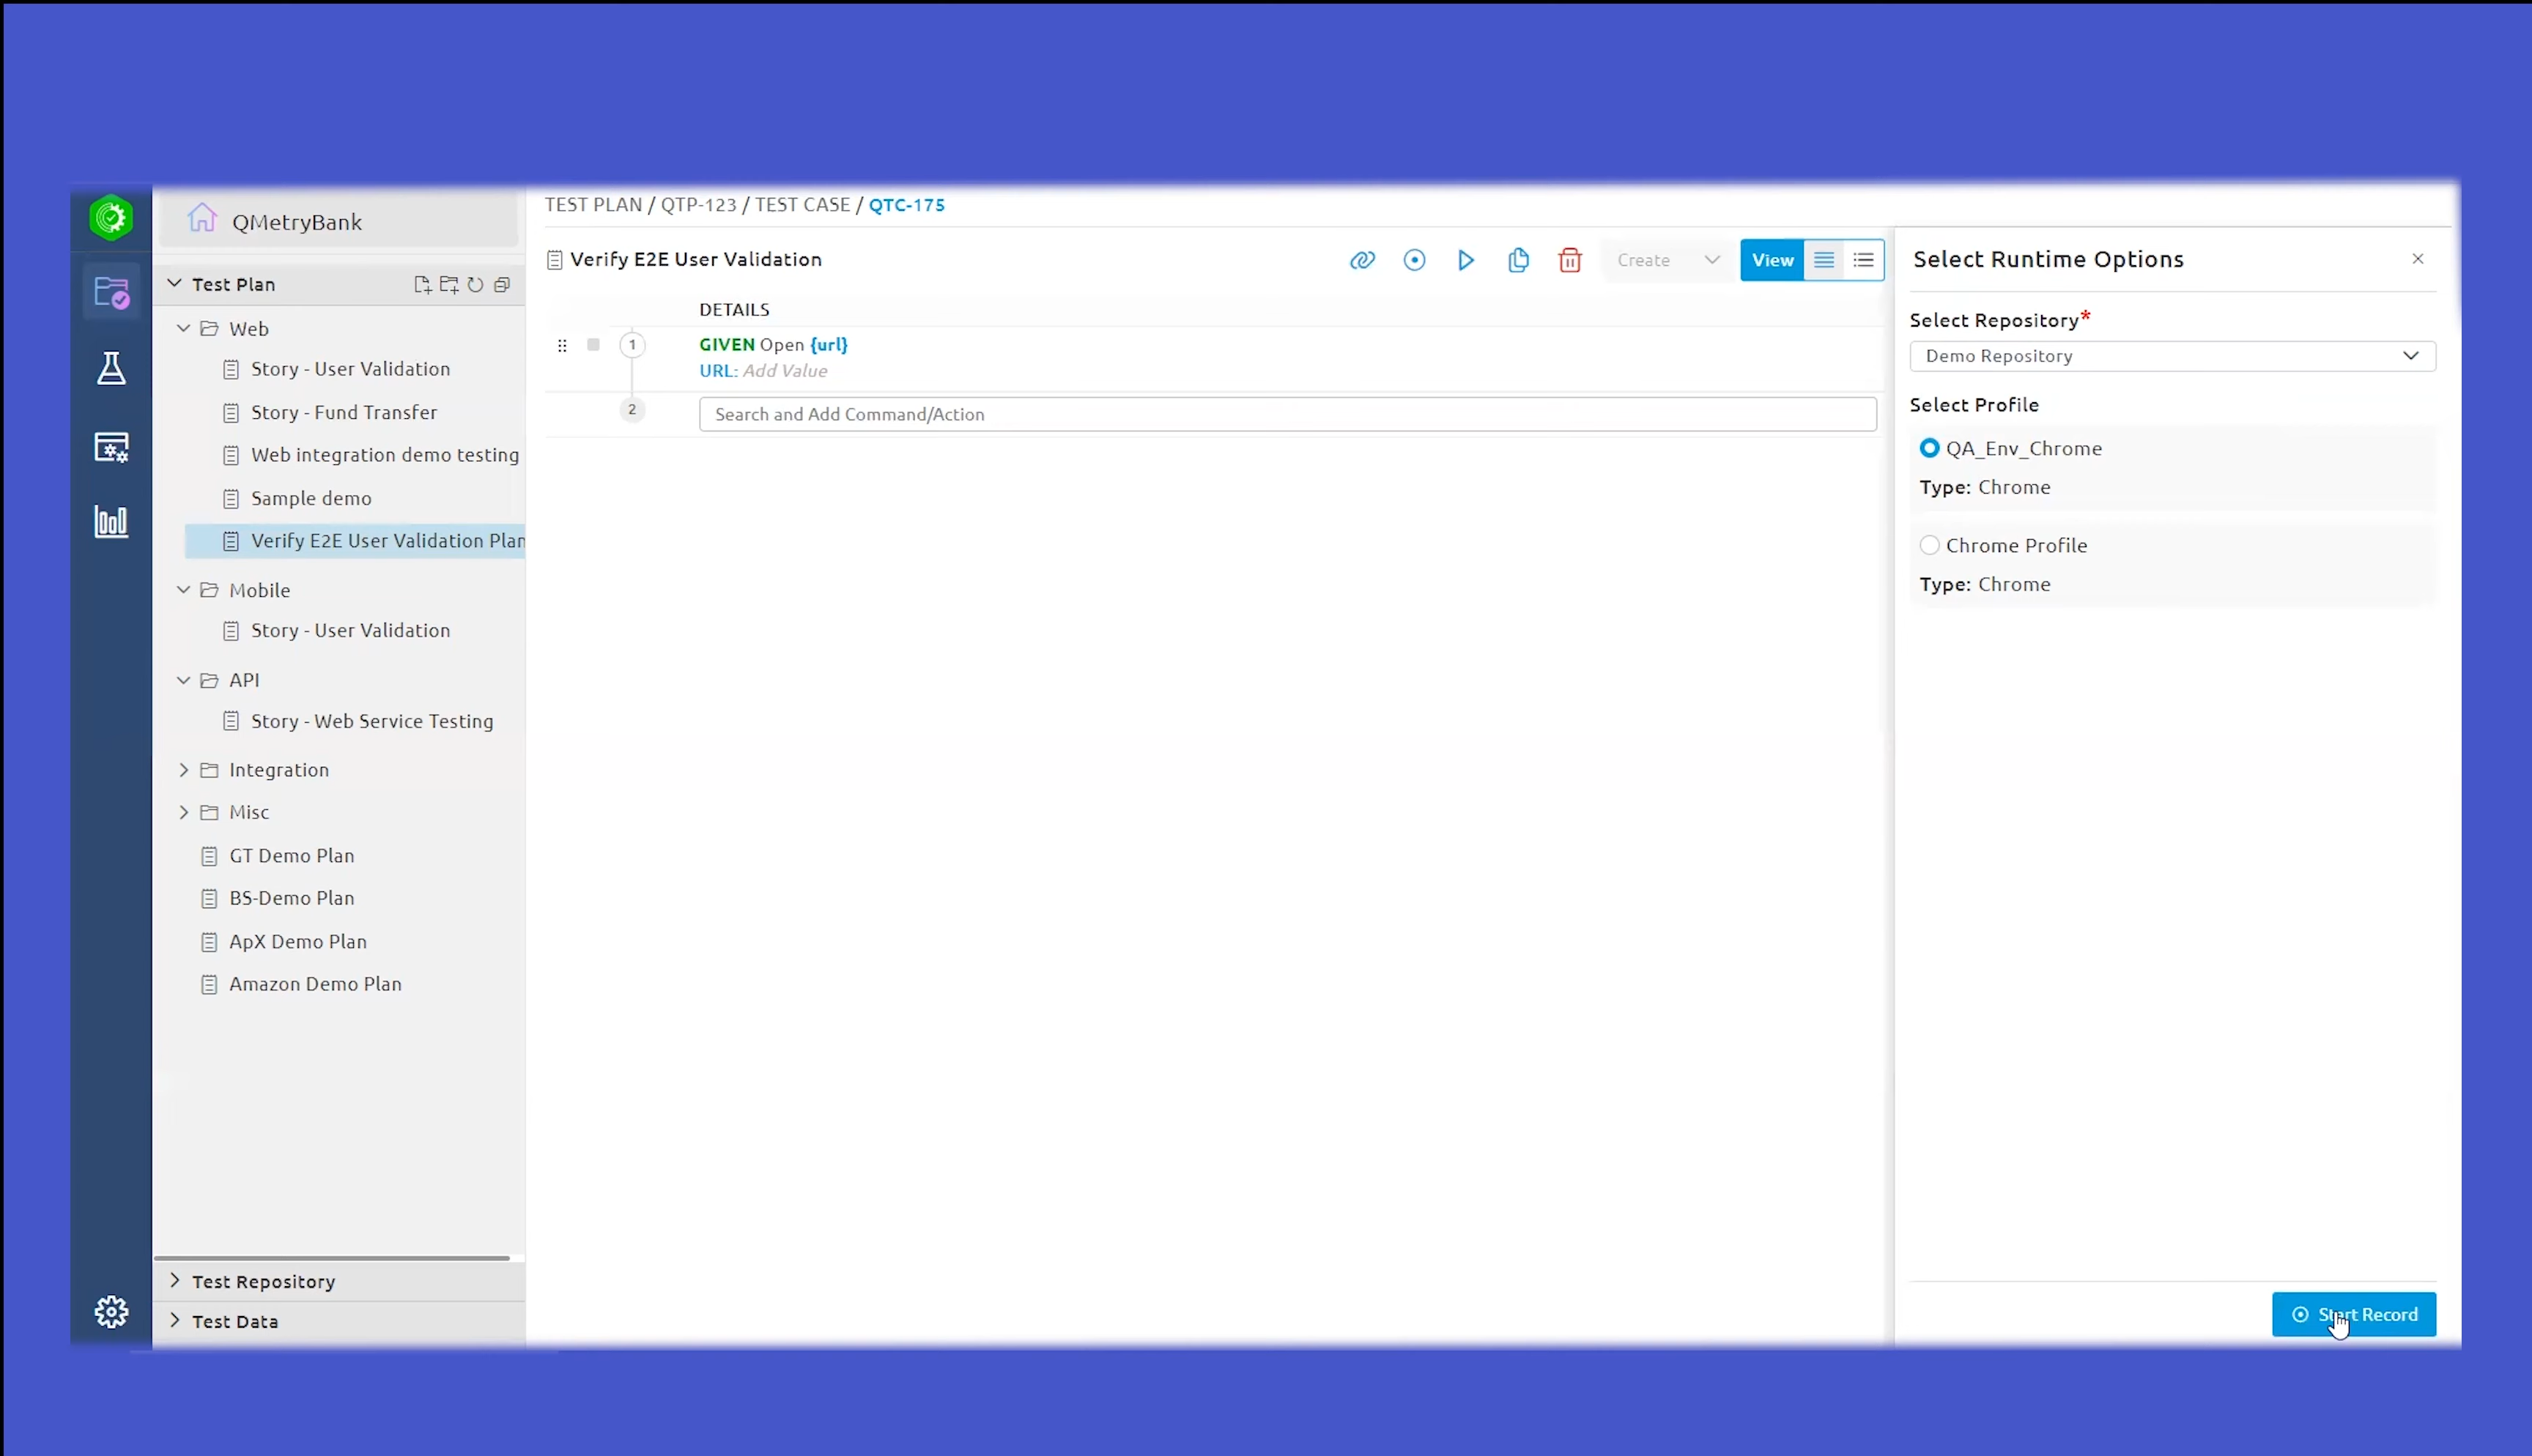 QMetryBank
Test Plan
Web
Story - User Validation
Story - Fund Transfer
Web integration demo testing
Sample demo
Verify E2E User Validation Plan
Mobile
Story - User Validation
API
Story - Web Service Testing
Integration
Misc
GT Demo Plan
BS-Demo Plan
ApX Demo Plan
Amazon Demo Plan
Test Repository
Test Data
TEST PLAN / QTP-123 / TEST CASE / QTC-175
Verify E2E User Validation
Create
View
DETAILS
1
GIVEN Open {url}
URL: Add Value
2
Search and Add Command/Action
Select Runtime Options
Select Repository*
Demo Repository
Select Profile
QA_Env_Chrome
Type: Chrome
Chrome Profile
Type: Chrome
Start Record